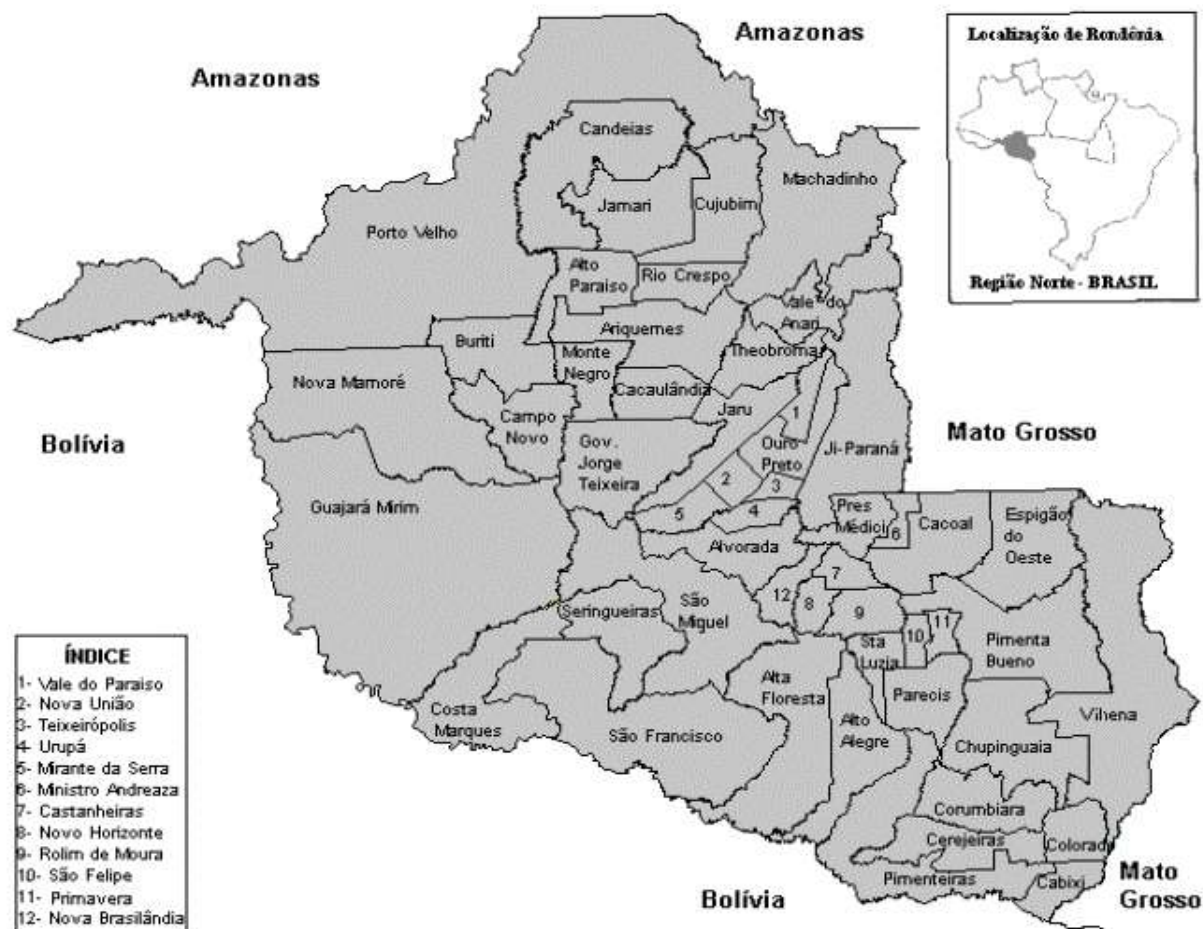 Amazonas
Amazonas
Localização de Rondônia
Região Norte - BRASIL
Candeias
Machadinho
Jamari
Cujubim
Porto Velho
Alto
Paraiso
Rio Crespo
Vale do
Anari
Ariquemes
Buriti
Theobroma
Monte
Negro
Nova Mamoré
Cacaulândia
Campo
Novo
Jaru
1
Bolívia
Mato Grosso
Gov.
Jorge
Teixeira
Ouro
Preto
Ji-Paraná
2
3
Guajará Mirim
5
4
Pres
Médici
6
Cacoal
Espigão
do
Oeste
Alvorada
7
12
8
9
Seringueiras
São
Miguel
10
11
Sta
Luzia
Pimenta
Bueno
Alta
Floresta
Pareois
Costa
Marques
São Francisco
Alto
Alegre
Vilhena
Chupinguaia
Corumbiara
Cerejeiras
Colorado
Pimenteiras
Cabixi
Mato
Grosso
Bolívia
ÍNDICE
1- Vale do Paraiso
2- Nova União
3- Teixeirópolis
4- Urupá
5- Mirante da Serra
6- Ministro Andreaza
7- Castanheiras
8- Novo Horizonte
9- Rolim de Moura
10- São Felipe
11- Primavera
12- Nova Brasilândia